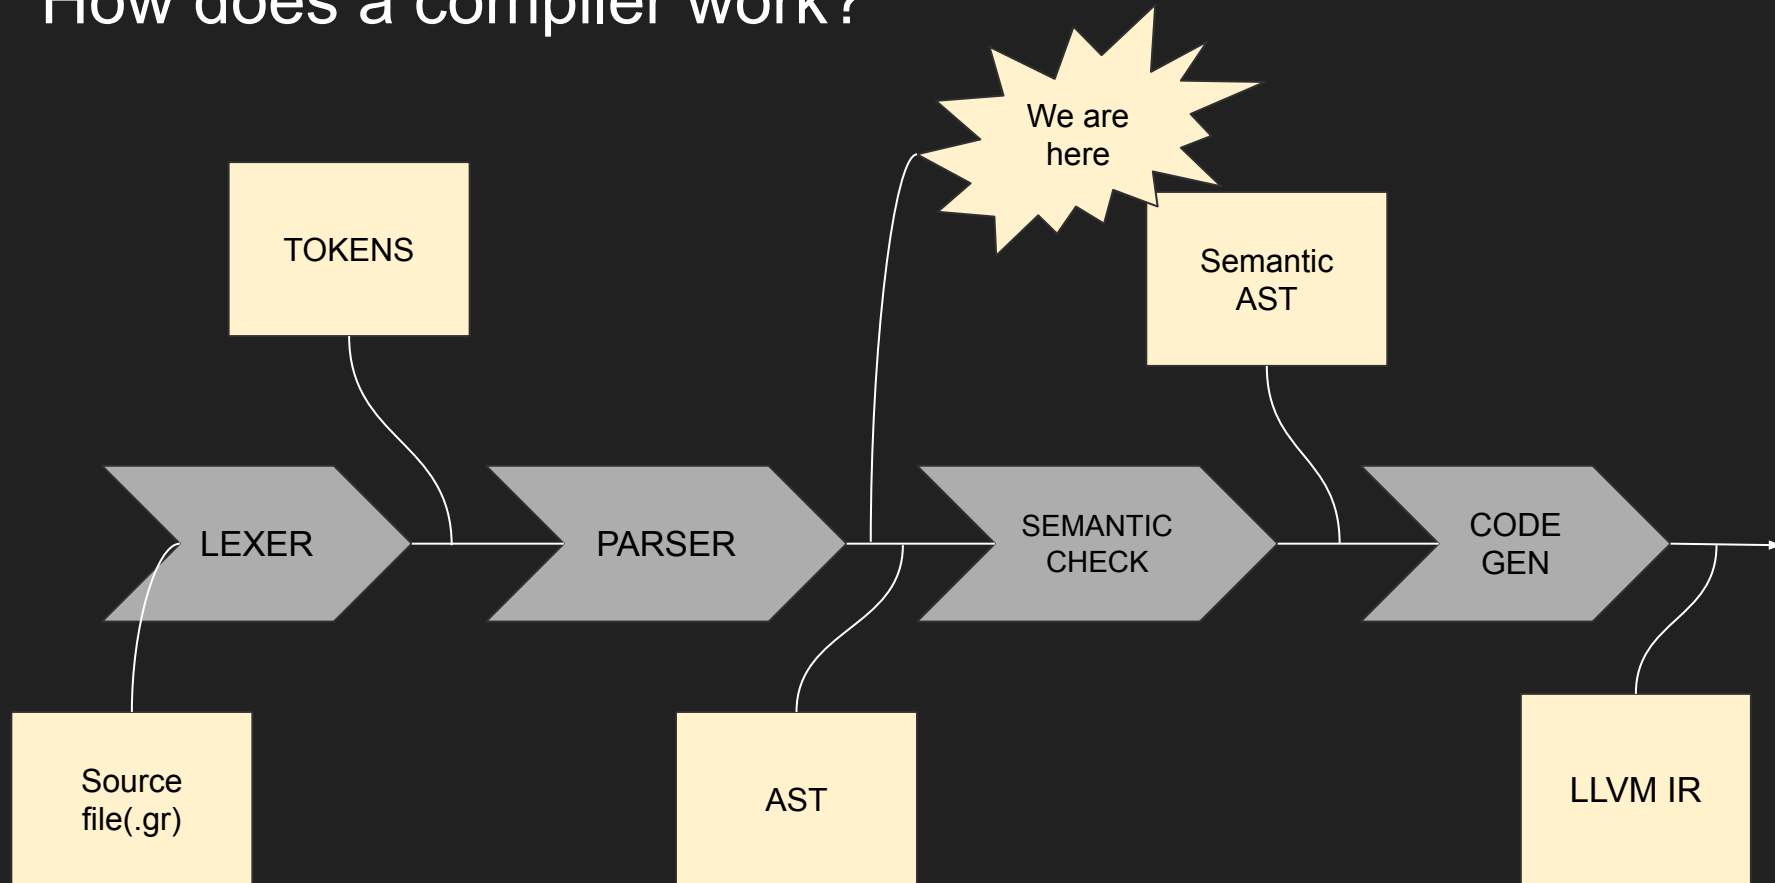 How does a compiler work?
We are
here
TOKENS
Semantic
AST
LEXER
PARSER
SEMANTIC
CHECK
CODE
GEN
Source
file(.gr)
AST
LLVM IR